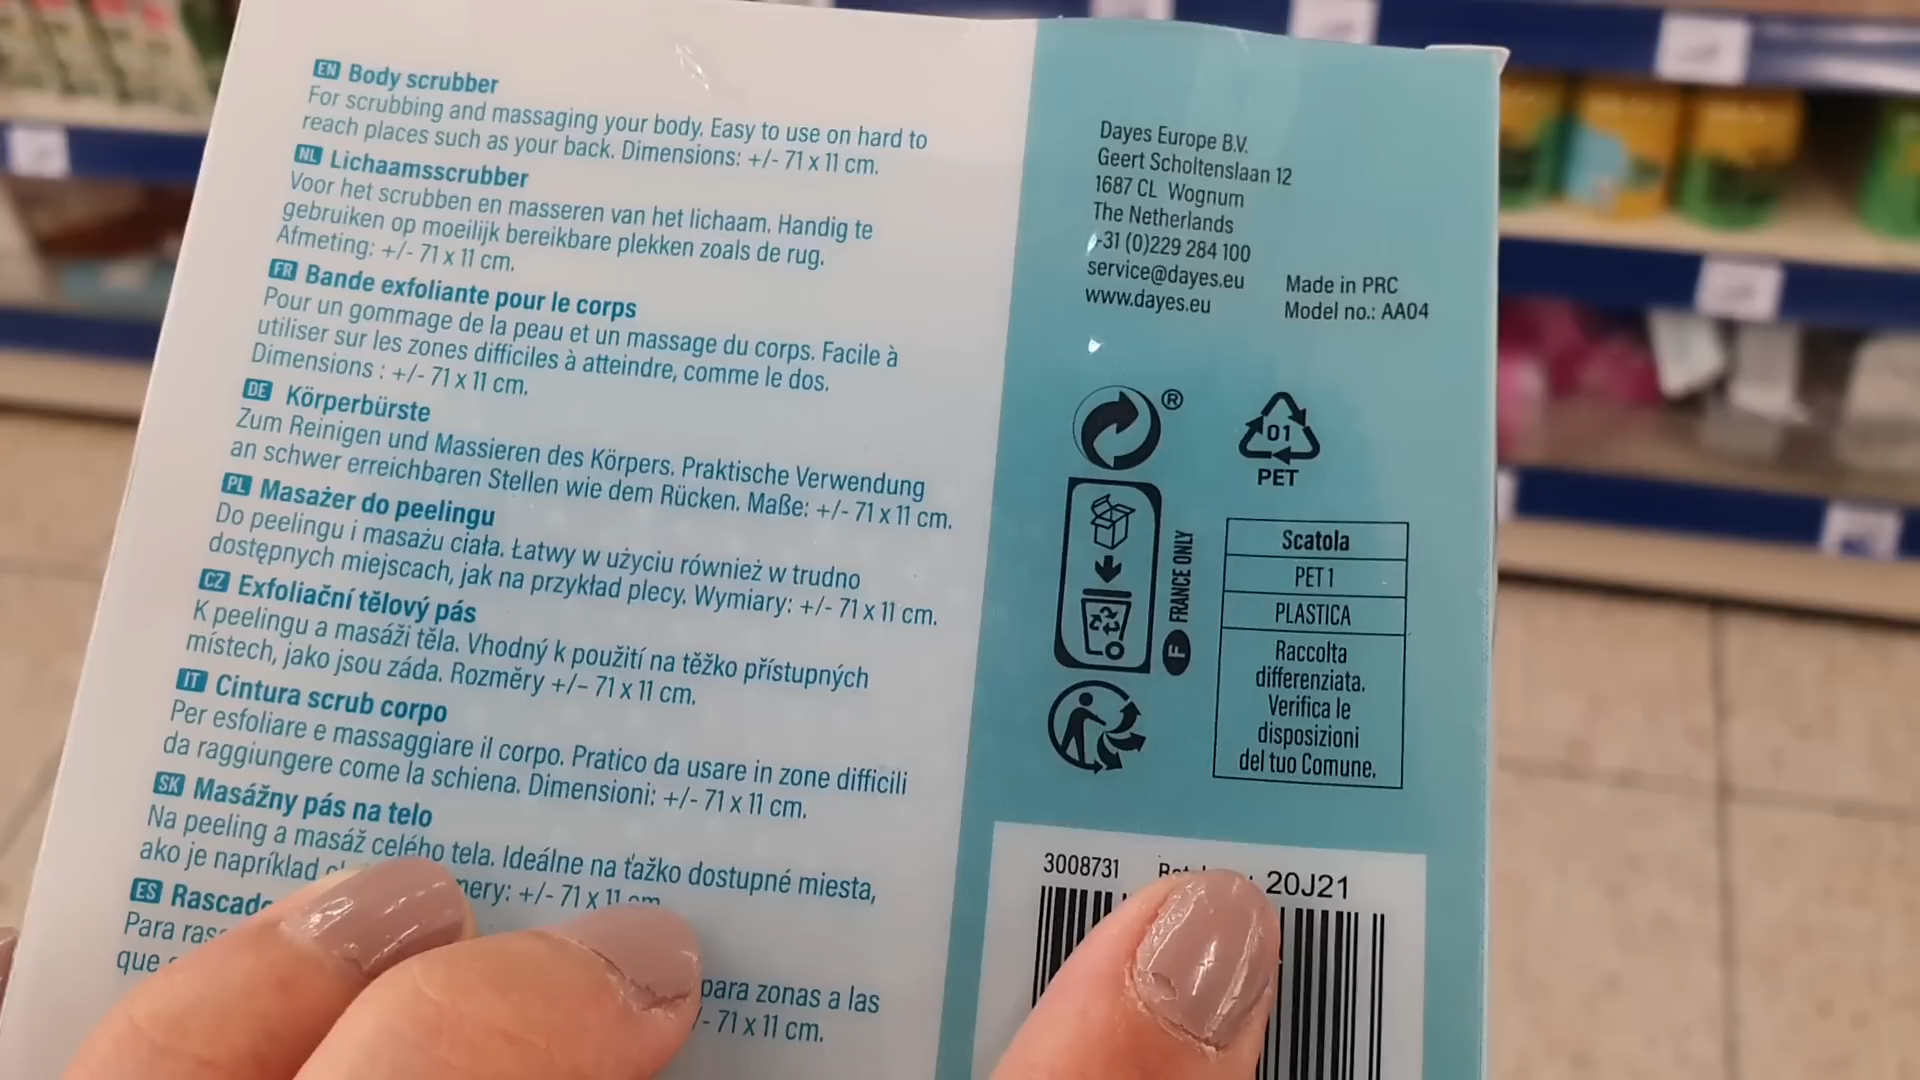 EN Body scrubber
For scrubbing and massaging your body. Easy to use on hard to
reach places such as your back. Dimensions: +/- 71 x 11 cm.
NL Lichaamsscrubber
Voor het scrubben en masseren van het lichaam. Handig te
gebruiken op moeilijk bereikbare plekken zoals de rug.
Afmeting: +/- 71 x 11 cm.
FR Bande exfoliante pour le corps
Pour un gommage de la peau et un massage du corps. Facile à
utiliser sur les zones difficiles à atteindre, comme le dos.
Dimensions : +/- 71 x 11 cm.
DE Körperbürste
Zum Reinigen und Massieren des Körpers. Praktische Verwendung
an schwer erreichbaren Stellen wie dem Rücken. Maße: +/- 71 x 11 cm.
PL Masażer do peelingu
Do peelingu i masażu ciała. Łatwy w użyciu również w trudno
dostępnych miejscach, jak na przykład plecy. Wymiary: +/- 71 x 11 cm.
CZ Exfoliační tělový pás
K peelingu a masáži těla. Vhodný k použití na těžko přístupných
místech, jako jsou záda. Rozměry +/- 71 x 11 cm.
IT Cintura scrub corpo
Per esfoliare e massaggiare il corpo. Pratico da usare in zone difficili
da raggiungere come la schiena. Dimensioni: +/- 71 x 11 cm.
SK Masážny pás na telo
Na peeling a masáž celého tela. Ideálne na ťažko dostupné miesta,
ako je napríklad +/- 71 x 11 cm
ES
Para
que para zonas a las
71 x 11 cm.
Dayes Europe B.V.
Geert Scholtenslaan 12
1687 CL Wognum
The Netherlands
+31 (0)229 284 100
service@dayes.eu
www.dayes.eu
Made in PRC
Model no.: AA04
®
01
PET
F FRANCE ONLY
Scatola
PET 1
PLASTICA
Raccolta
differenziata.
Verifica le
disposizioni
del tuo Comune.
3008731 20J21